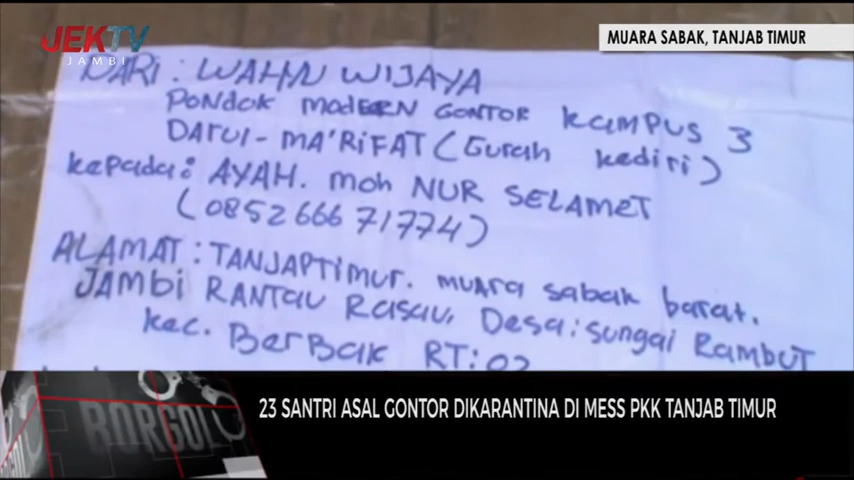 JEKTV
JAMBI
MUARA SABAK, TANJAB TIMUR
DARI : WAHYU WIJAYA
PONDOK MODERN GONTOR KAMPUS 3
DARUL-MA'RIFAT (Gurah kediri)
kepada: AYAH. moh NUR SELAMET
(0852 666 71774)
ALAMAT : TANJAPTIMUR. muara sabak barat.
JAMBI RANTAU RASAU, Desa: sungai RAMBUT
kec. BERBAK RT: 02
BORGOL
23 SANTRI ASAL GONTOR DIKARANTINA DI MESS PKK TANJAB TIMUR